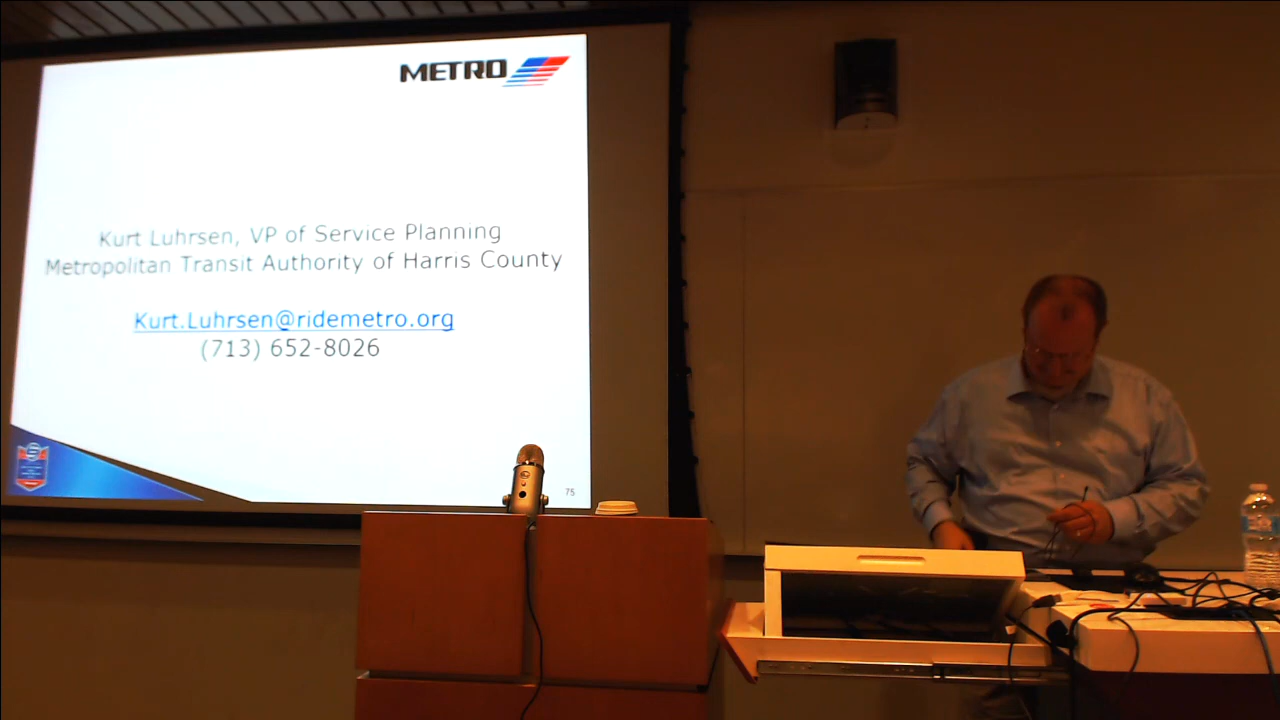 METRO
Kurt Luhrsen, VP of Service Planning
Metropolitan Transit Authority of Harris County
Kurt.Luhrsen@ridemetro.org
(713) 652-8026
75